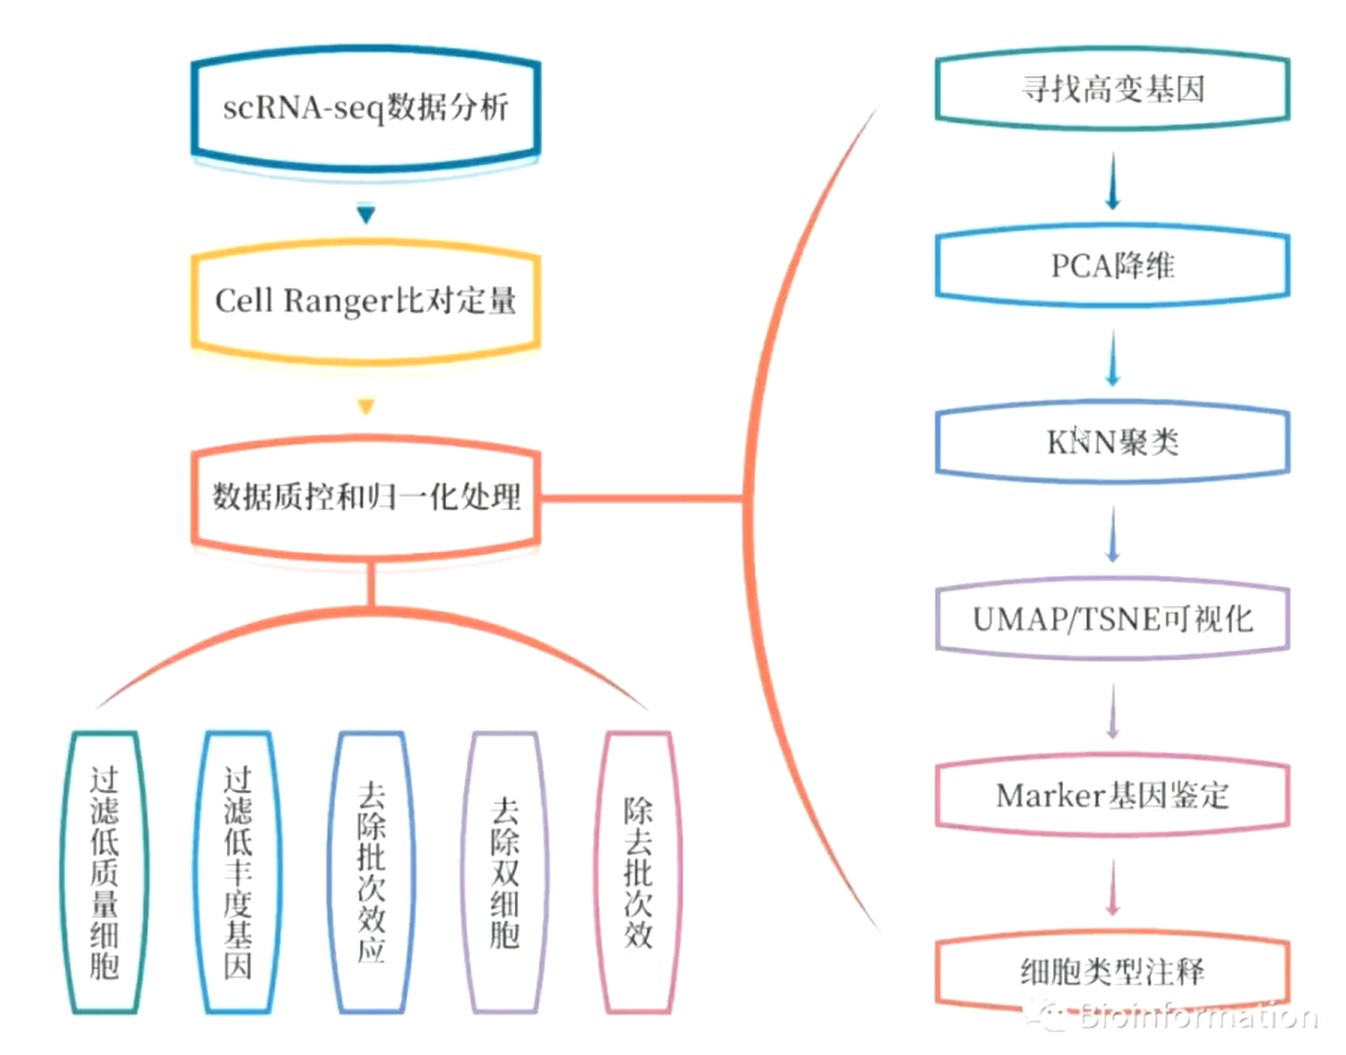 scRNA-seq数据分析
Cell Ranger比对定量
数据质控和归一化处理
过滤低质量细胞
过滤低丰度基因
去除批次效应
去除双细胞
除去批次效
寻找高变基因
PCA降维
KNN聚类
UMAP/TSNE可视化
Marker基因鉴定
细胞类型注释
Bioinformation